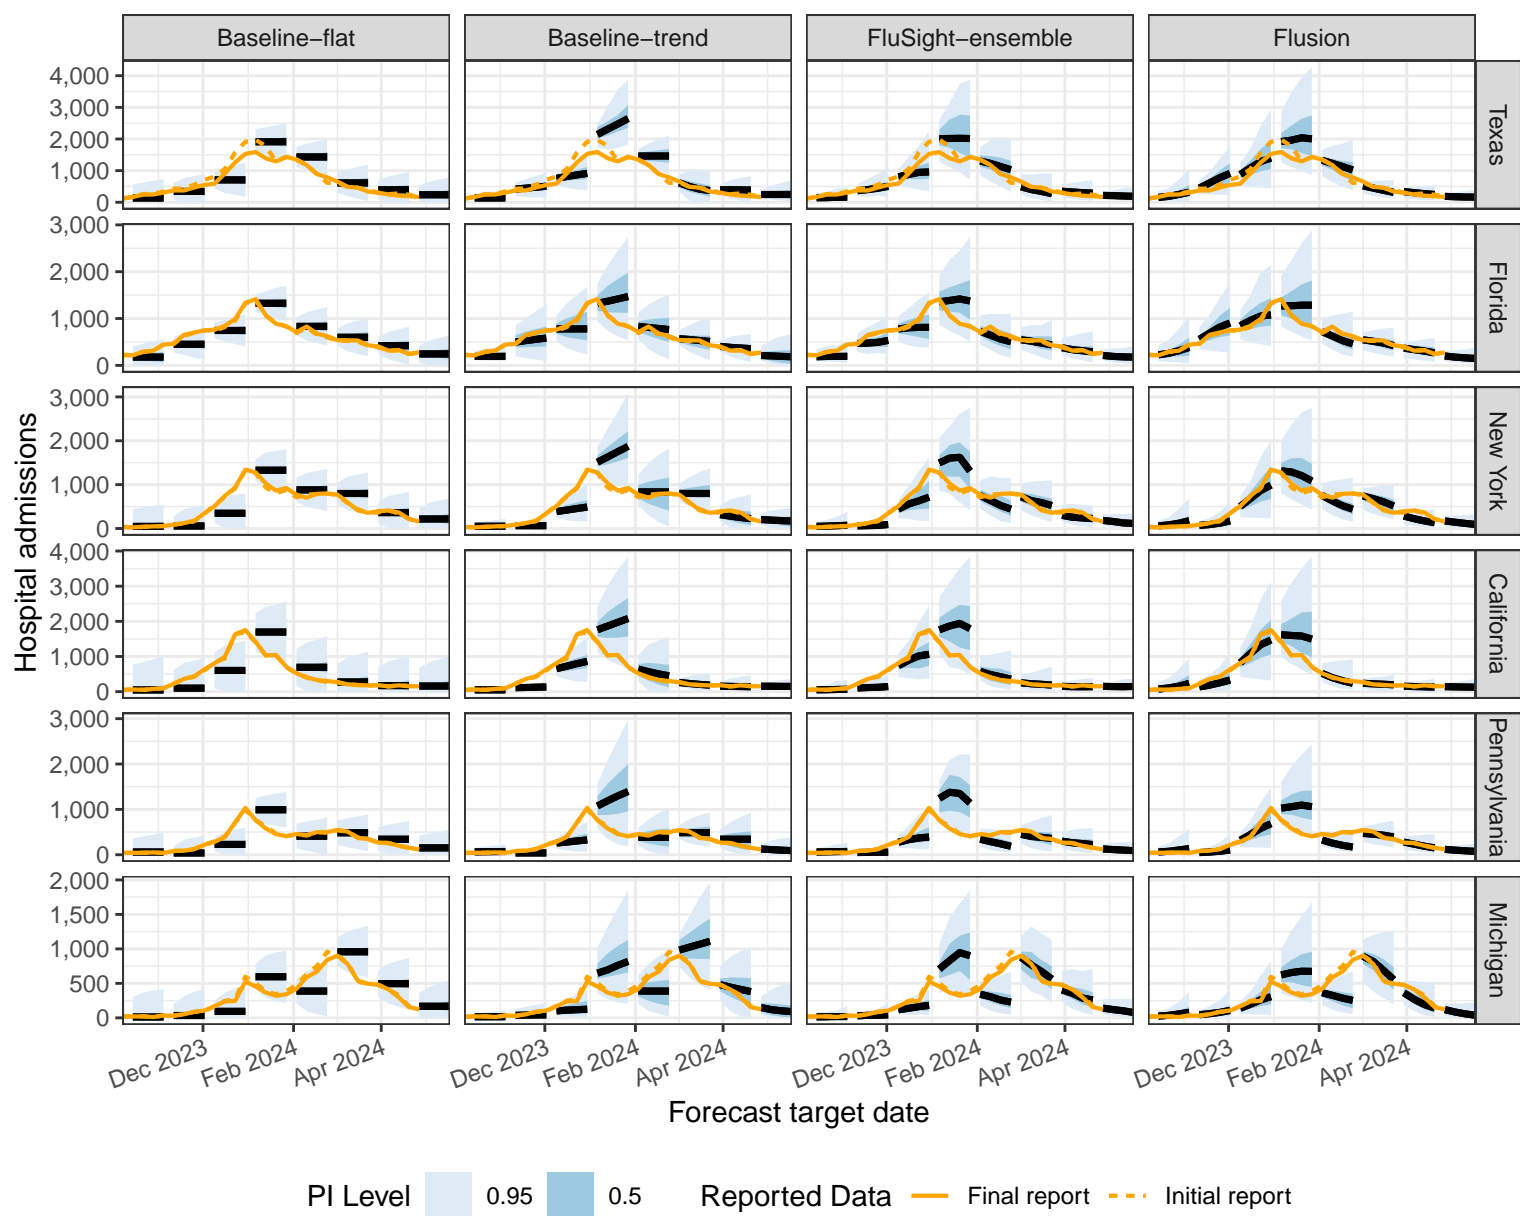 Baseline−flat Baseline−trend FluSight−ensemble Flusion
4,000
3,000
2,000
1,000
0
Texas
3,000
2,000
1,000
0
Florida
3,000
2,000
1,000
0
New York
4,000
3,000
2,000
1,000
0
California
3,000
2,000
1,000
0
Pennsylvania
2,000
1,500
1,000
500
0
Michigan
Hospital admissions
Dec 2023 Feb 2024 Apr 2024 Dec 2023 Feb 2024 Apr 2024 Dec 2023 Feb 2024 Apr 2024 Dec 2023 Feb 2024 Apr 2024
Forecast target date
PI Level 0.95 0.5 Reported Data Final report Initial report